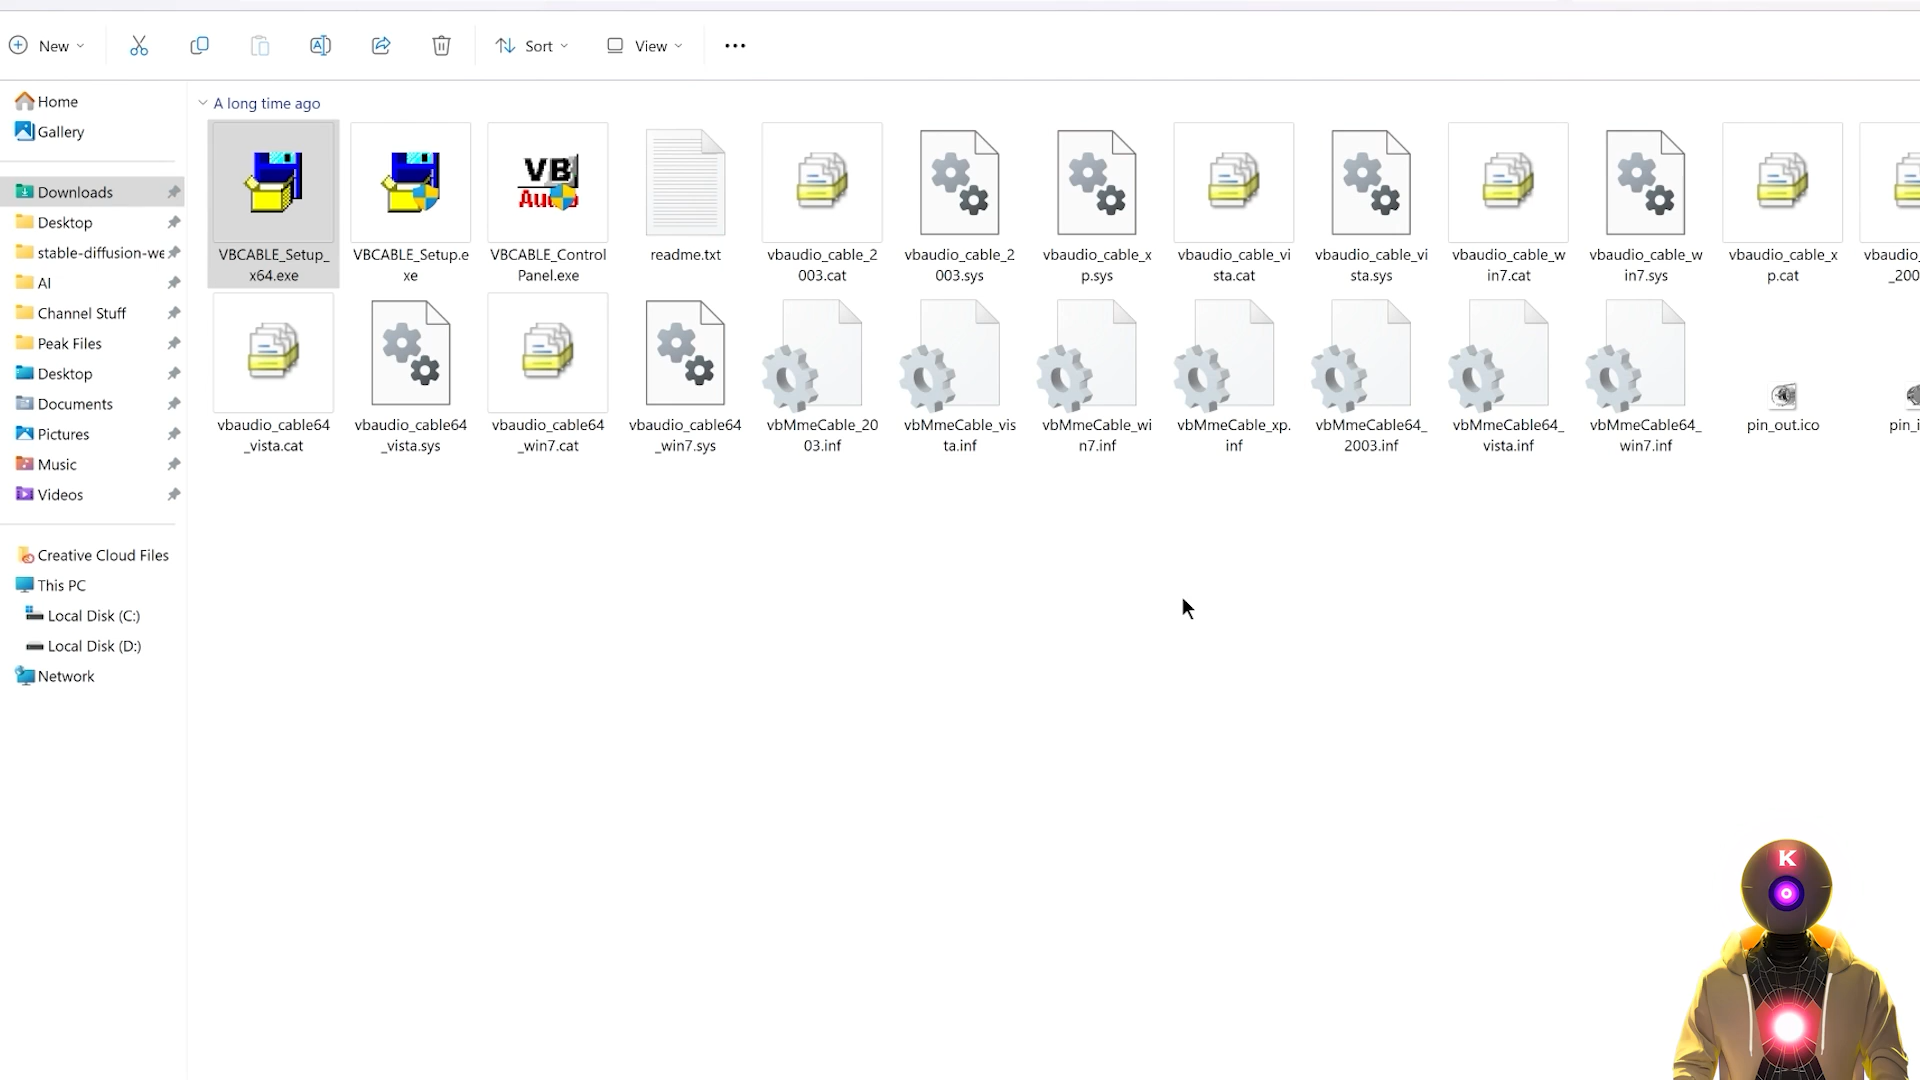 New
Sort
View
Home
Gallery
Downloads
Desktop
stable-diffusion-we
AI
Channel Stuff
Peak Files
Desktop
Documents
Pictures
Music
Videos
Creative Cloud Files
This PC
Local Disk (C:)
Local Disk (D:)
Network
A long time ago
VB
Audio
VBCABLE_Setup_
x64.exe
VBCABLE_Setup.e
xe
VBCABLE_Control
Panel.exe
readme.txt
vbaudio_cable_2
003.cat
vbaudio_cable_2
003.sys
vbaudio_cable_x
p.sys
vbaudio_cable_vi
sta.cat
vbaudio_cable_vi
sta.sys
vbaudio_cable_w
in7.cat
vbaudio_cable_w
in7.sys
vbaudio_cable_x
p.cat
vbaudio_
_200
vbaudio_cable64
_vista.cat
vbaudio_cable64
_vista.sys
vbaudio_cable64
_win7.cat
vbaudio_cable64
_win7.sys
vbMmeCable_20
03.inf
vbMmeCable_vis
ta.inf
vbMmeCable_wi
n7.inf
vbMmeCable_xp.
inf
vbMmeCable64_
2003.inf
vbMmeCable64_
vista.inf
vbMmeCable64_
win7.inf
pin_out.ico
pin_i
K